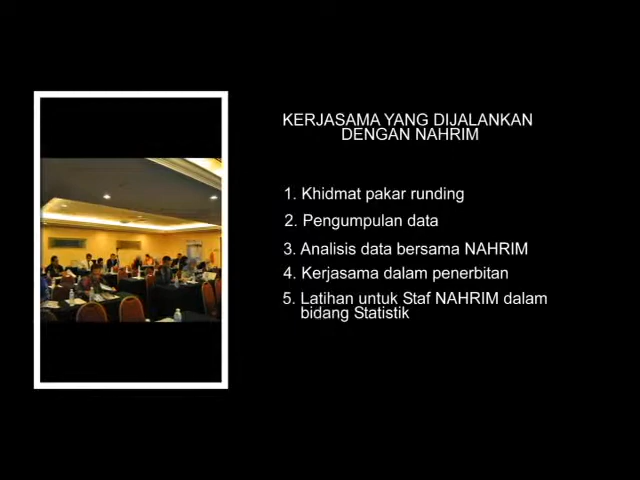 KERJASAMA YANG DIJALANKAN
DENGAN NAHRIM
1. Khidmat pakar runding
2. Pengumpulan data
3. Analisis data bersama NAHRIM
4. Kerjasama dalam penerbitan
5. Latihan untuk Staf NAHRIM dalam
bidang Statistik